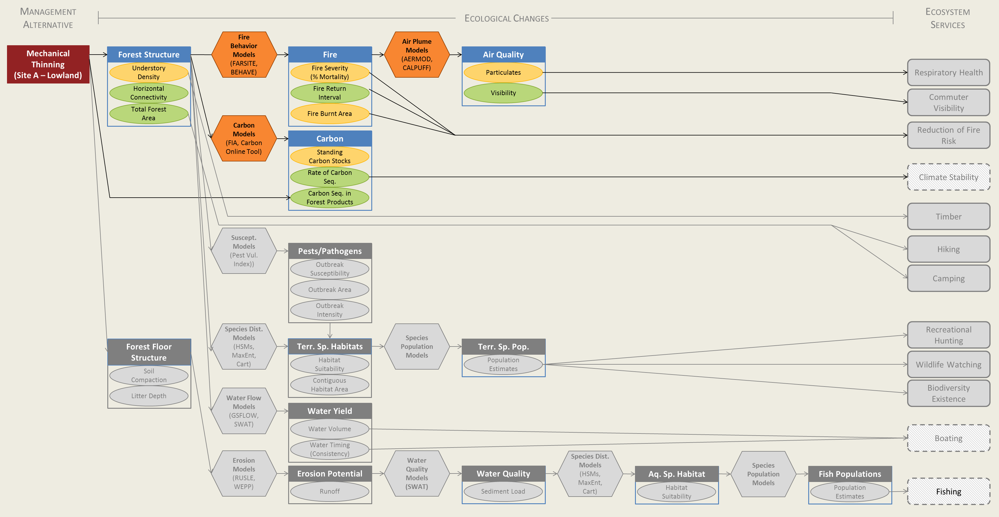 MANAGEMENT
ALTERNATIVE
ECOLOGICAL CHANGES
ECOSYSTEM
SERVICES
Mechanical
Thinning
(Site A – Lowland)
Forest Structure
Understory
Density
Horizontal
Connectivity
Total Forest
Area
Fire
Behavior
Models
(FARSITE,
BEHAVE)
Fire
Fire Severity
(% Mortality)
Fire Return
Interval
Fire Burnt Area
Air Plume
Models
(AERMOD,
CALPUFF)
Air Quality
Particulates
Visibility
Respiratory Health
Commuter
Visibility
Reduction of Fire
Risk
Carbon
Models
(FIA, Carbon
Online Tool)
Carbon
Standing
Carbon Stocks
Rate of Carbon
Seq.
Carbon Seq. in
Forest Products
Climate Stability
Timber
Hiking
Camping
Suscept.
Models
(Pest Vul.
Index))
Pests/Pathogens
Outbreak
Susceptibility
Outbreak Area
Outbreak
Intensity
Forest Floor
Structure
Soil
Compaction
Litter Depth
Species Dist.
Models
(HSMs,
MaxEnt,
Cart)
Terr. Sp. Habitats
Habitat
Suitability
Contiguous
Habitat Area
Species
Population
Models
Terr. Sp. Pop.
Population
Estimates
Recreational
Hunting
Wildlife Watching
Biodiversity
Existence
Water Flow
Models
(GSFLOW,
SWAT)
Water Yield
Water Volume
Water Timing
(Consistency)
Boating
Erosion
Models
(RUSLE,
WEPP)
Erosion Potential
Runoff
Water
Quality
Models
(SWAT)
Water Quality
Sediment Load
Species Dist.
Models
(HSMs,
MaxEnt,
Cart)
Aq. Sp. Habitat
Habitat
Suitability
Species
Population
Models
Fish Populations
Population
Estimates
Fishing